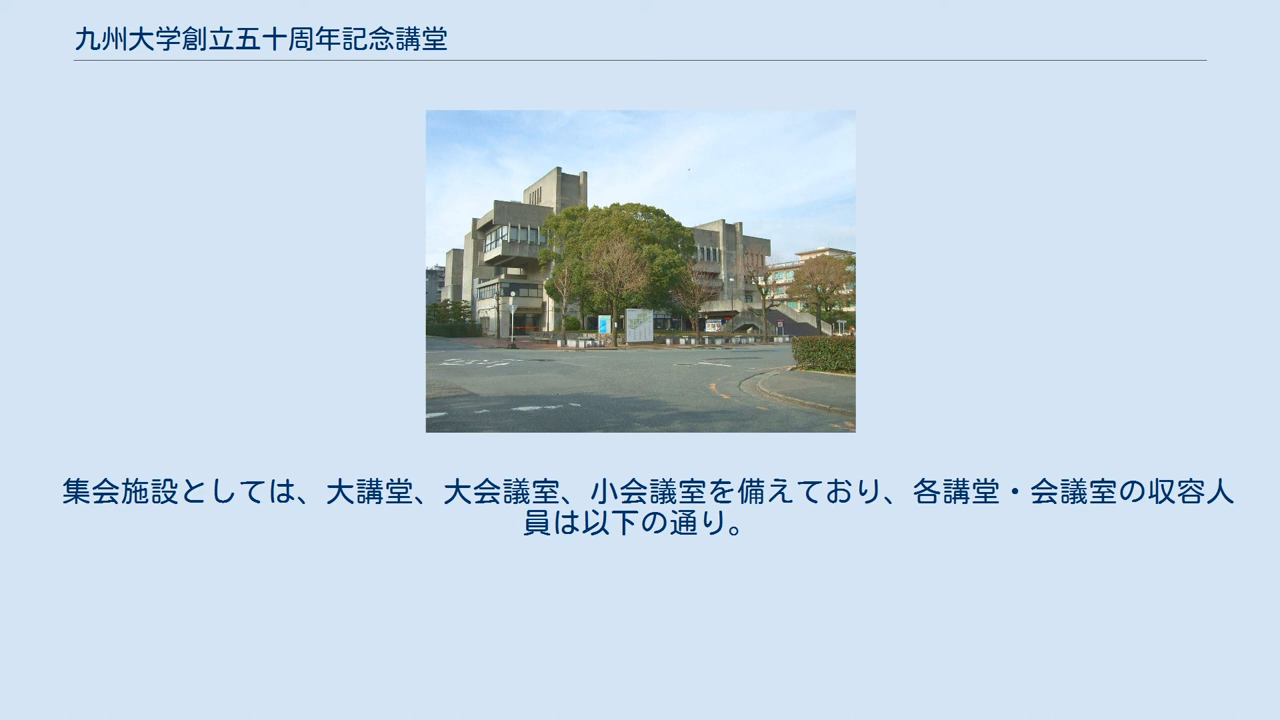 九州大学創立五十周年記念講堂
集会施設としては、大講堂、大会議室、小会議室を備えており、各講堂・会議室の収容人
員は以下の通り。